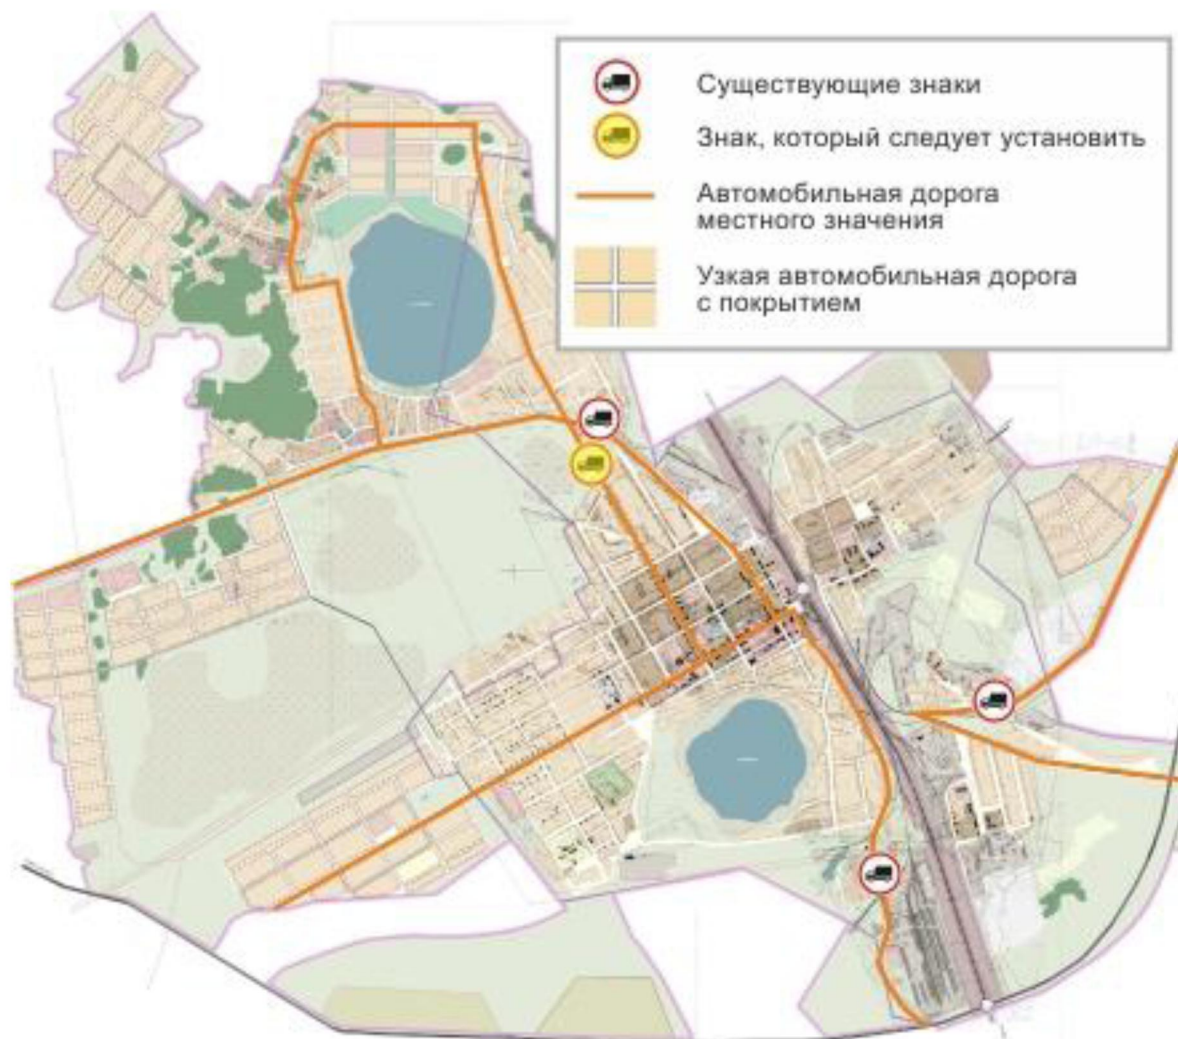 Существующие знаки
Знак, который следует установить
Автомобильная дорога
местного значения
Узкая автомобильная дорога
с покрытием